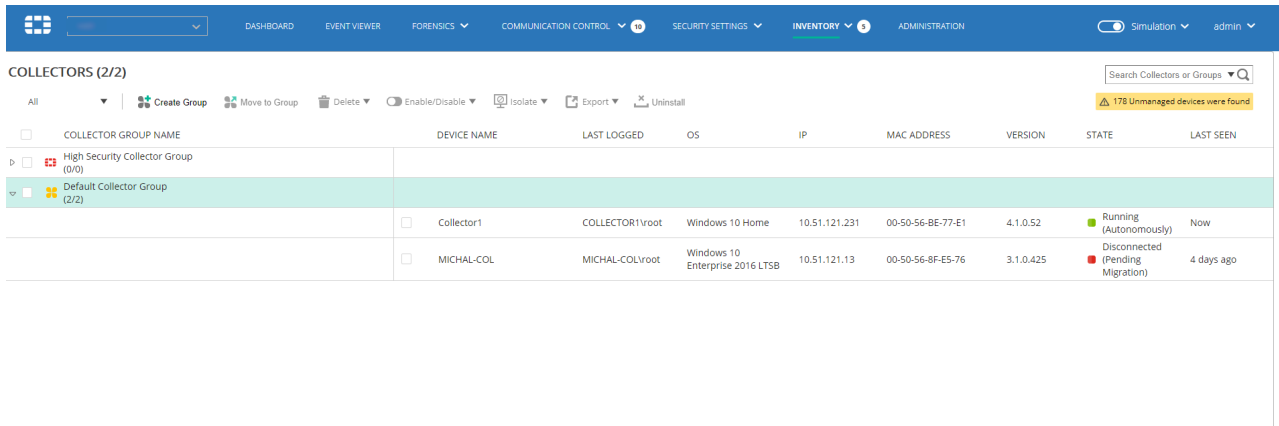 DASHBOARD EVENT VIEWER FORENSICS COMMUNICATION CONTROL 10 SECURITY SETTINGS INVENTORY 5 ADMINISTRATION Simulation admin
COLLECTORS (2/2)
Search Collectors or Groups
All Create Group Move to Group Delete Enable/Disable Isolate Export Uninstall
178 Unmanaged devices were found
COLLECTOR GROUP NAME DEVICE NAME LAST LOGGED OS IP MAC ADDRESS VERSION STATE LAST SEEN
High Security Collector Group
(0/0)
Default Collector Group
(2/2)
Collector1 COLLECTOR1\root Windows 10 Home 10.51.121.231 00-50-56-BE-77-E1 4.1.0.52 Running
(Autonomously) Now
MICHAL-COL MICHAL-COL\root Windows 10
Enterprise 2016 LTSB 10.51.121.13 00-50-56-8F-E5-76 3.1.0.425 Disconnected
(Pending
Migration) 4 days ago